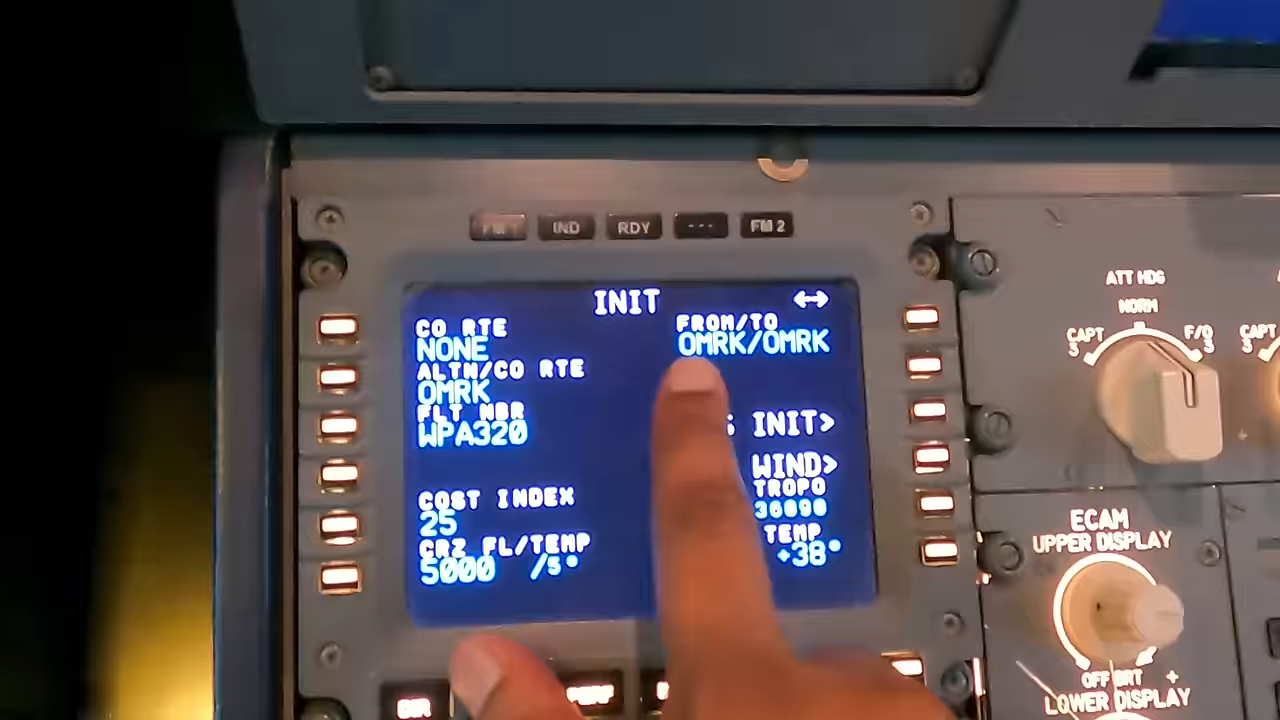 IND RDY --- FM 2
INIT ↔
CO RTE FROM/TO
NONE OMRK/OMRK
ALTN/CO RTE
OMRK
FLT NBR INIT>
WPA320
WIND>
COST INDEX TROPO
25 36090
CRZ FL/TEMP TEMP
5000 /5° +38°
DIR
ATT HDG
NORM
CAPT F/O CAPT
3 3 3
ECAM
UPPER DISPLAY
OFF BRT
LOWER DISPLAY